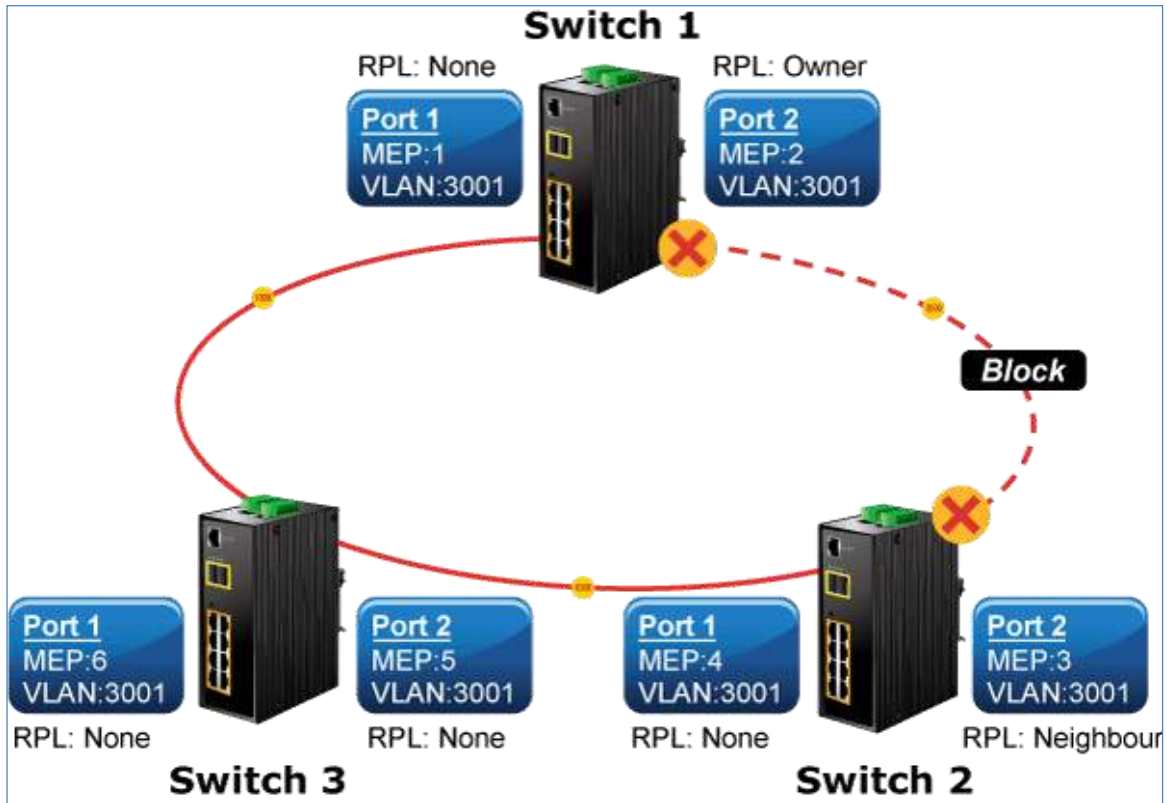 Switch 1
RPL: None
RPL: Owner
Port 1
MEP:1
VLAN:3001
Port 2
MEP:2
VLAN:3001
Block
Port 1
MEP:6
VLAN:3001
Port 2
MEP:5
VLAN:3001
Port 1
MEP:4
VLAN:3001
Port 2
MEP:3
VLAN:3001
RPL: None
RPL: None
RPL: None
RPL: Neighbour
Switch 3
Switch 2